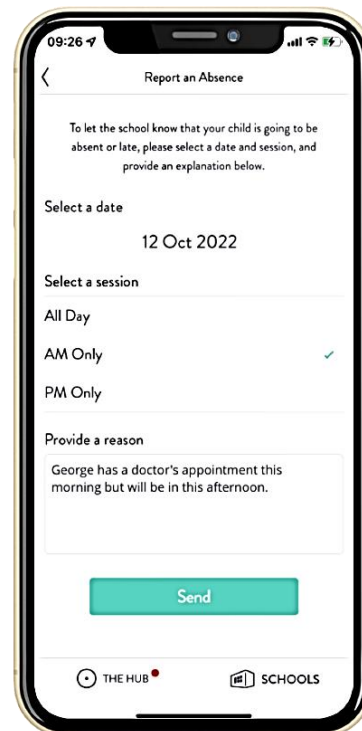 09:26
Report an Absence
To let the school know that your child is going to be
absent or late, please select a date and session, and
provide an explanation below.
Select a date
12 Oct 2022
Select a session
All Day
AM Only
PM Only
Provide a reason
George has a doctor's appointment this
morning but will be in this afternoon.
Send
THE HUB
SCHOOLS